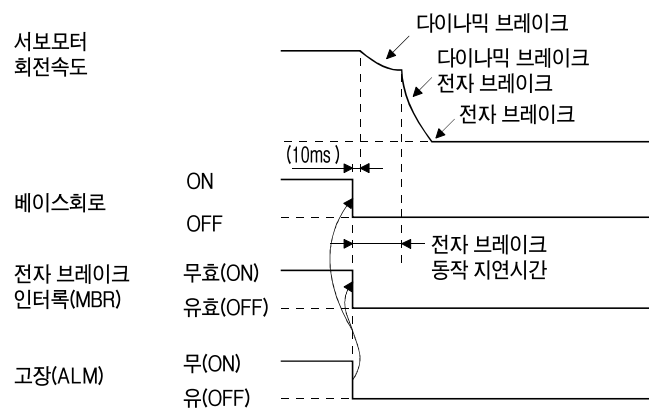 다이나믹 브레이크
서보모터
회전속도
다이나믹 브레이크
전자 브레이크
전자 브레이크
(10ms)
베이스회로
ON
OFF
전자 브레이크
동작 지연시간
전자 브레이크
인터록(MBR)
무효(ON)
유효(OFF)
고장(ALM)
무(ON)
유(OFF)